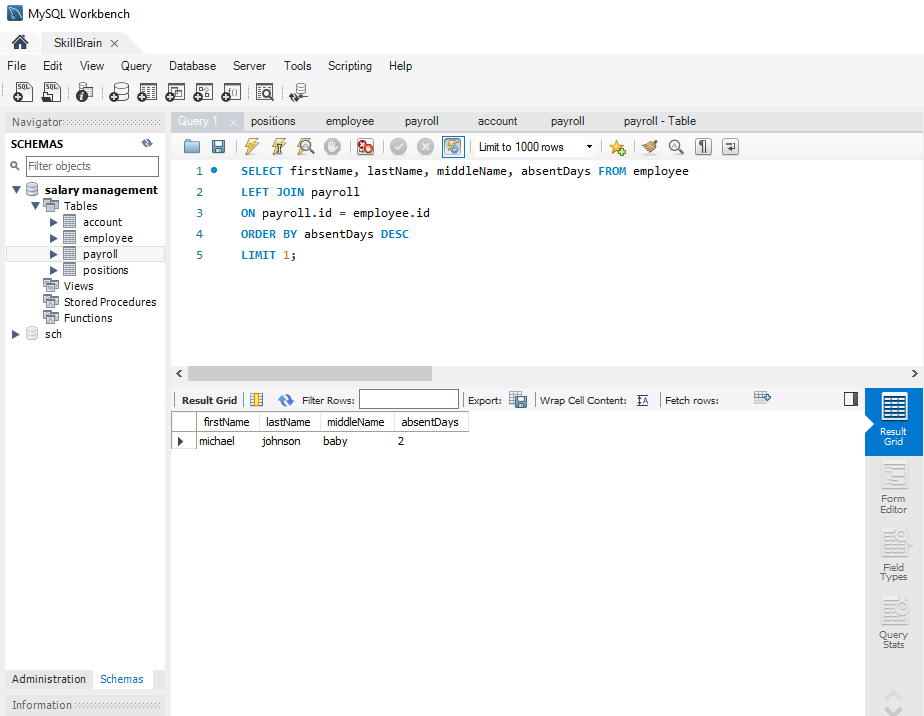 MySQL Workbench
SkillBrain
File Edit View Query Database Server Tools Scripting Help
Navigator
SCHEMAS
Filter objects
salary management
Tables
account
employee
payroll
positions
Views
Stored Procedures
Functions
sch
Administration Schemas
Information
Query 1 positions employee payroll account payroll payroll - Table
Limit to 1000 rows
1 SELECT firstName, lastName, middleName, absentDays FROM employee
2 LEFT JOIN payroll
3 ON payroll.id = employee.id
4 ORDER BY absentDays DESC
5 LIMIT 1;
Result Grid Filter Rows: Export: Wrap Cell Content: IA Fetch rows:
firstName lastName middleName absentDays
michael johnson baby 2
Result
Grid
Form
Editor
Field
Types
Query
Stats